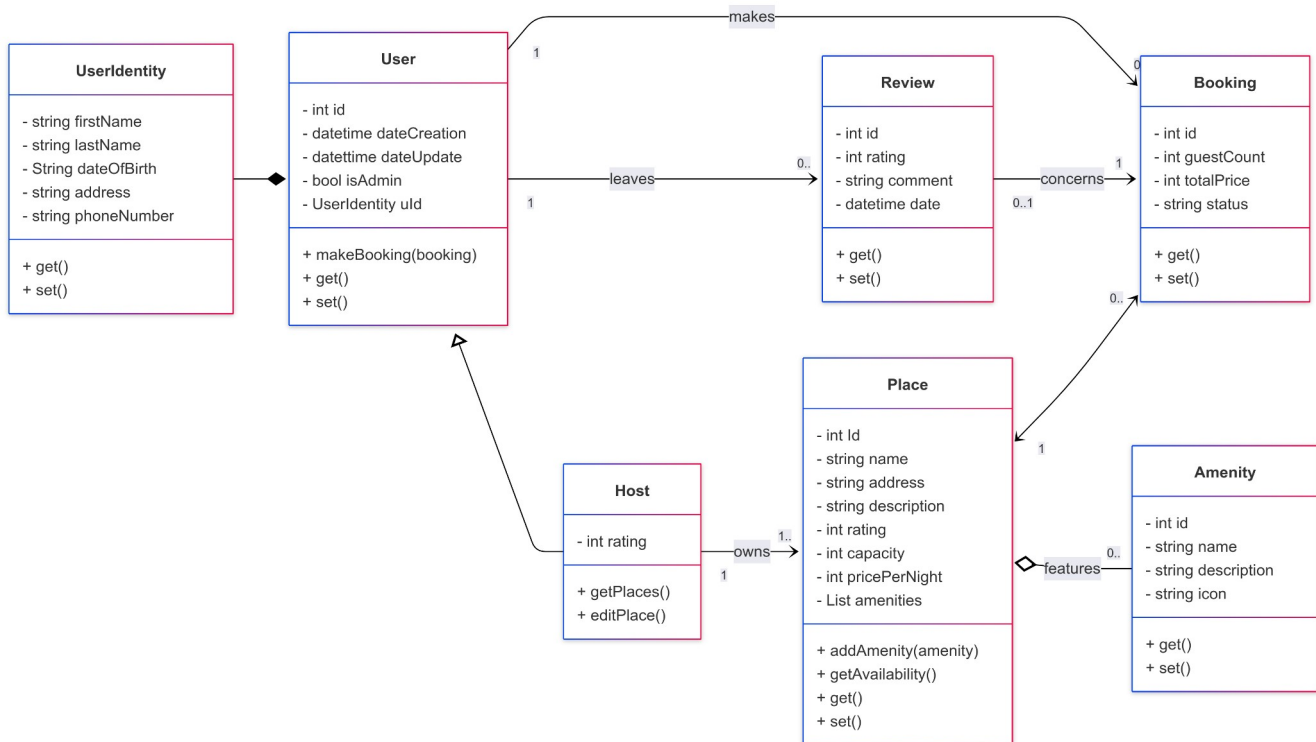 makes
1
0
UserIdentity
- string firstName
- string lastName
- String dateOfBirth
- string address
- string phoneNumber
+ get()
+ set()
User
- int id
- datetime dateCreation
- datettime dateUpdate
- bool isAdmin
- UserIdentity uId
+ makeBooking(booking)
+ get()
+ set()
leaves
1
0..
Review
- int id
- int rating
- string comment
- datetime date
+ get()
+ set()
concerns
0..1
1
Booking
- int id
- int guestCount
- int totalPrice
- string status
+ get()
+ set()
0..
1
Host
- int rating
+ getPlaces()
+ editPlace()
owns
1
1..
Place
- int Id
- string name
- string address
- string description
- int rating
- int capacity
- int pricePerNight
- List amenities
+ addAmenity(amenity)
+ getAvailability()
+ get()
+ set()
features
0..
Amenity
- int id
- string name
- string description
- string icon
+ get()
+ set()